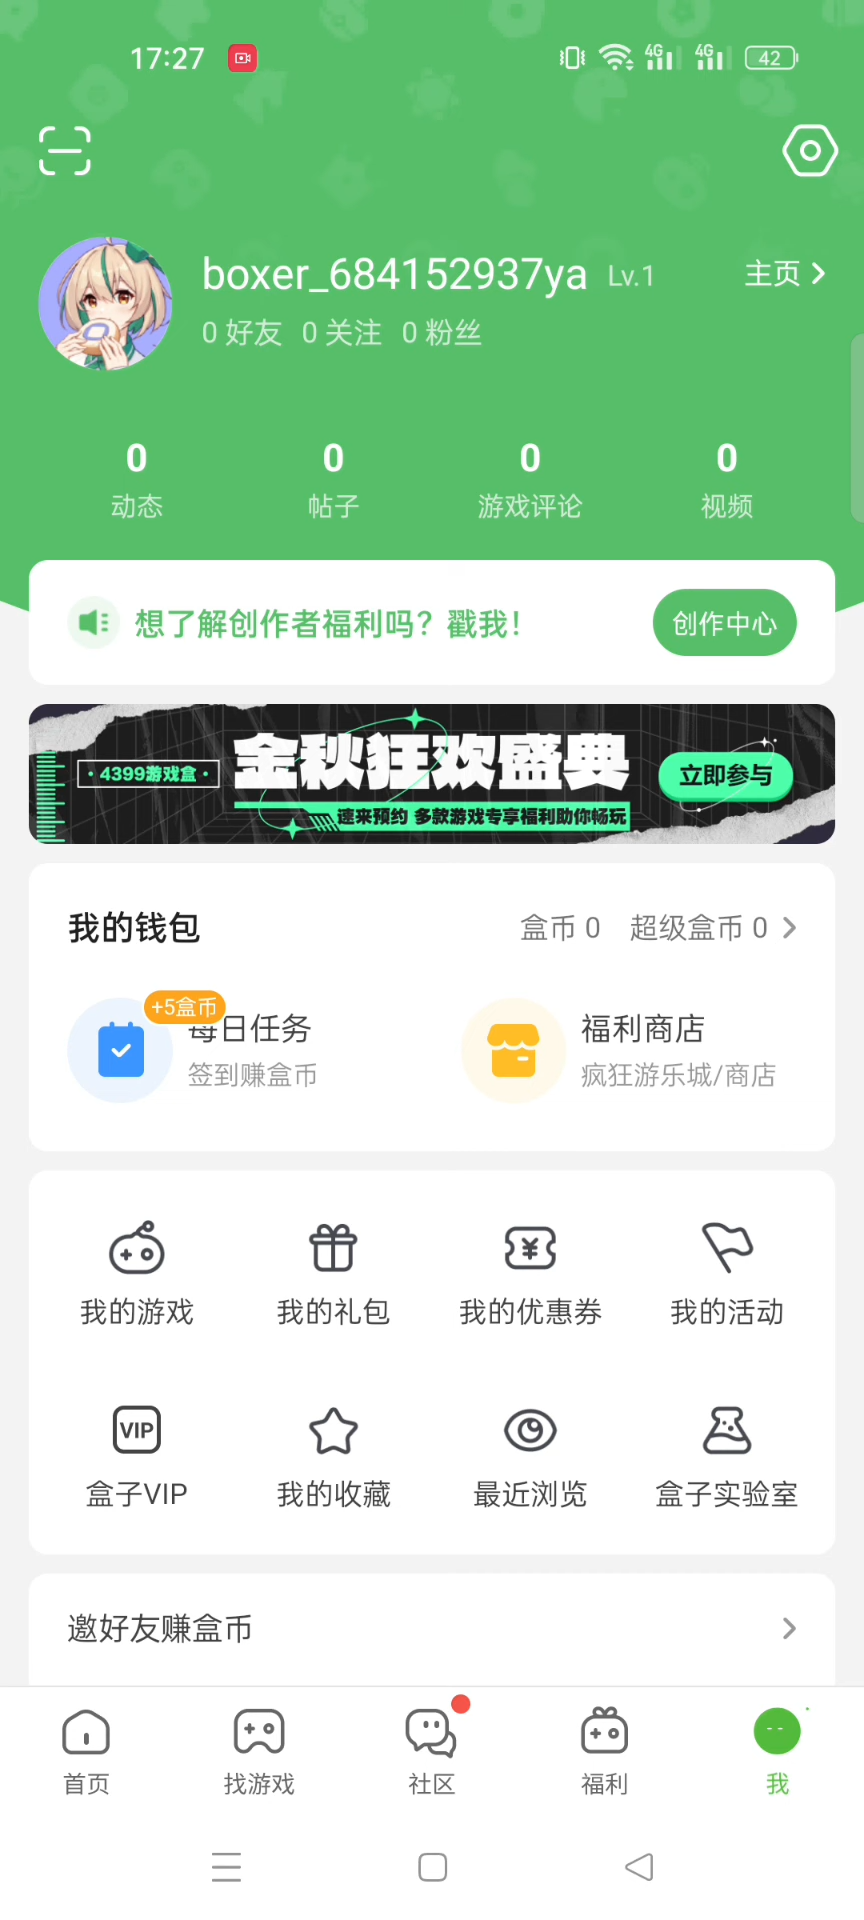 17:27
4G 4G 42
boxer_684152937ya Lv.1 主页
0 好友 0 关注 0 粉丝
0 0 0 0
动态 帖子 游戏评论 视频
想了解创作者福利吗？戳我！ 创作中心
·4399游戏盒· 金秋狂欢盛典 立即参与
速来预约 多款游戏专享福利助你畅玩
我的钱包 盒币 0 超级盒币 0
+5盒币
每日任务 福利商店
签到赚盒币 疯狂游乐城/商店
我的游戏 我的礼包 我的优惠券 我的活动
VIP
盒子VIP 我的收藏 最近浏览 盒子实验室
邀好友赚盒币
首页 找游戏 社区 福利 我